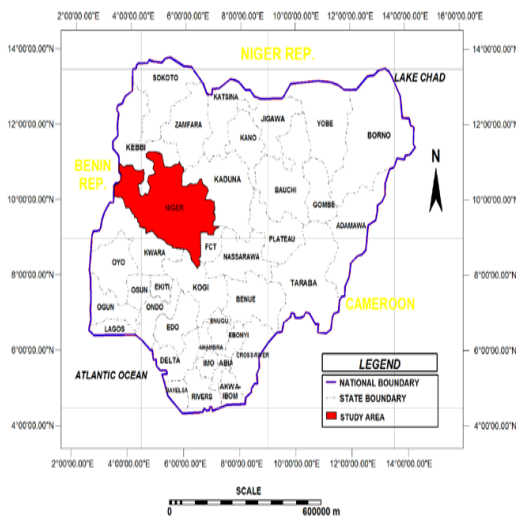 4°00'00.00"E 6°00'00.00"E 8°00'00.00"E 10°00'00.00"E 12°00'00.00"E 14°00'00.00"E 16°00'00.00"E
NIGER REP.
14°00'00.00"N
14°00'00.00"N
LAKE CHAD
SOKOTO
KATSINA
ZAMFARA
JIGAWA
YOBE
12°00'00.00"N
12°00'00.00"N
KANO
BORNO
KEBBI
BENIN
REP.
KADUNA
BAUCHI
N
10°00'00.00"N
10°00'00.00"N
NIGER
GOMBE
ADAMAWA
PLATEAU
FCT
KWARA
NASSARAWA
OYO
8°00'00.00"N
8°00'00.00"N
OSUN
EKITI
KOGI
TARABA
BENUE
CAMEROON
OGUN
ONDO
LAGOS
EDO
ENUGU
EBONYI
6°00'00.00"N
6°00'00.00"N
ANAMBRA
CROSS-RIVER
DELTA
IMO
ABIA
ATLANTIC OCEAN
BAYELSA
RIVERS
AKWA-
IBOM
LEGEND
NATIONAL BOUNDARY
STATE BOUNDARY
STUDY AREA
4°00'00.00"N
4°00'00.00"N
2°00'00.00"E 4°00'00.00"E 6°00'00.00"E 8°00'00.00"E 10°00'00.00"E 12°00'00.00"E 14°00'00.00"E
SCALE
0 600000 m